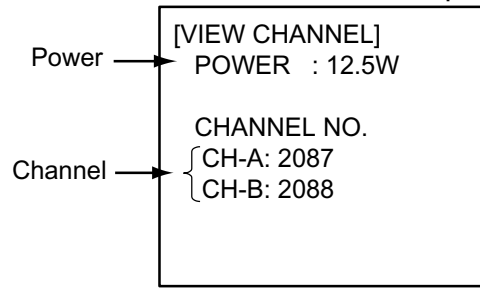 [VIEW CHANNEL]
Power
POWER : 12.5W
CHANNEL NO.
Channel
CH-A: 2087
CH-B: 2088